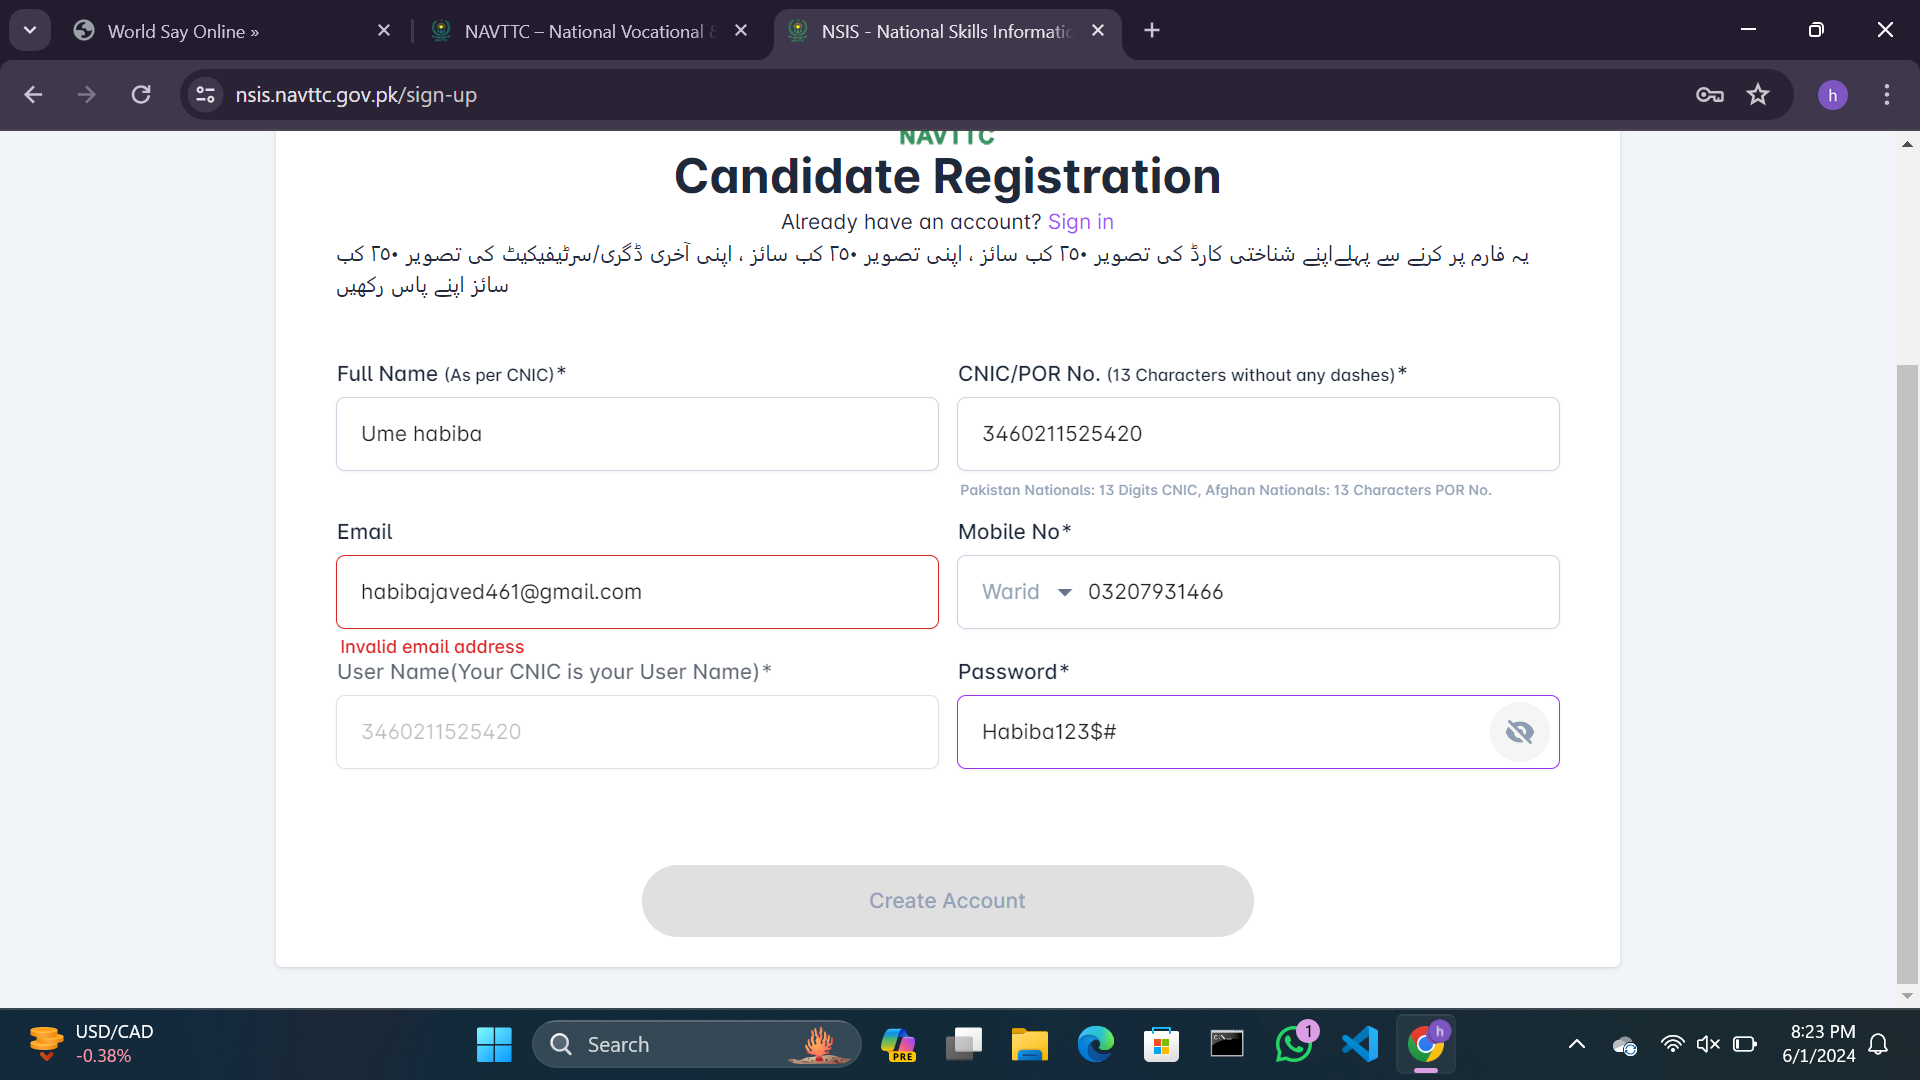 World Say Online »
NAVTTC – National Vocational &
NSIS - National Skills Informatio
nsis.navttc.gov.pk/sign-up
h
NAVTTC
Candidate Registration
Already have an account? Sign in
یہ فارم پر کرنے سے پہلےاپنے شناختی کارڈ کی تصویر ٢٥٠ کب سائز ، اپنی تصویر ٢٥٠ کب سائز ، اپنی آخری ڈگری/سرٹیفیکیٹ کی تصویر ٢٥٠ کب
سائز اپنے پاس رکھیں
Full Name (As per CNIC)*
CNIC/POR No. (13 Characters without any dashes)*
Ume habiba
3460211525420
Pakistan Nationals: 13 Digits CNIC, Afghan Nationals: 13 Characters POR No.
Email
Mobile No*
habibajaved461@gmail.com
Warid 03207931466
Invalid email address
User Name(Your CNIC is your User Name)*
Password*
3460211525420
Habiba123$#
Create Account
USD/CAD
-0.38%
Search
PRE
1
h
8:23 PM
6/1/2024